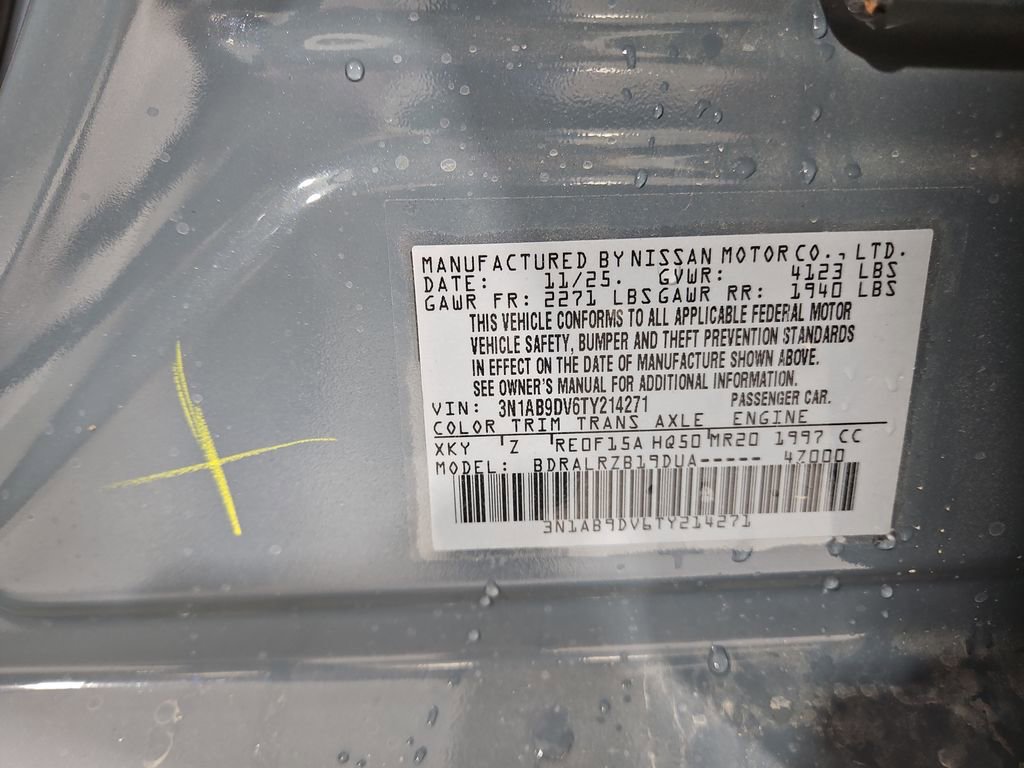 MANUFACTURED BY NISSAN MOTOR CO., LTD.
DATE: 11/25. GVWR: 4123 LBS
GAWR FR: 2271 LBS GAWR RR: 1940 LBS
THIS VEHICLE CONFORMS TO ALL APPLICABLE FEDERAL MOTOR
VEHICLE SAFETY, BUMPER AND THEFT PREVENTION STANDARDS
IN EFFECT ON THE DATE OF MANUFACTURE SHOWN ABOVE.
SEE OWNER'S MANUAL FOR ADDITIONAL INFORMATION.
VIN: 3N1AB9DV6TY214271 PASSENGER CAR.
COLOR TRIM TRANS AXLE ENGINE
XKY Z RE0F15A HQ50 MR20 1997 CC
MODEL: BDRALRZB19DUA----- 47000
3N1AB9DV6TY214271